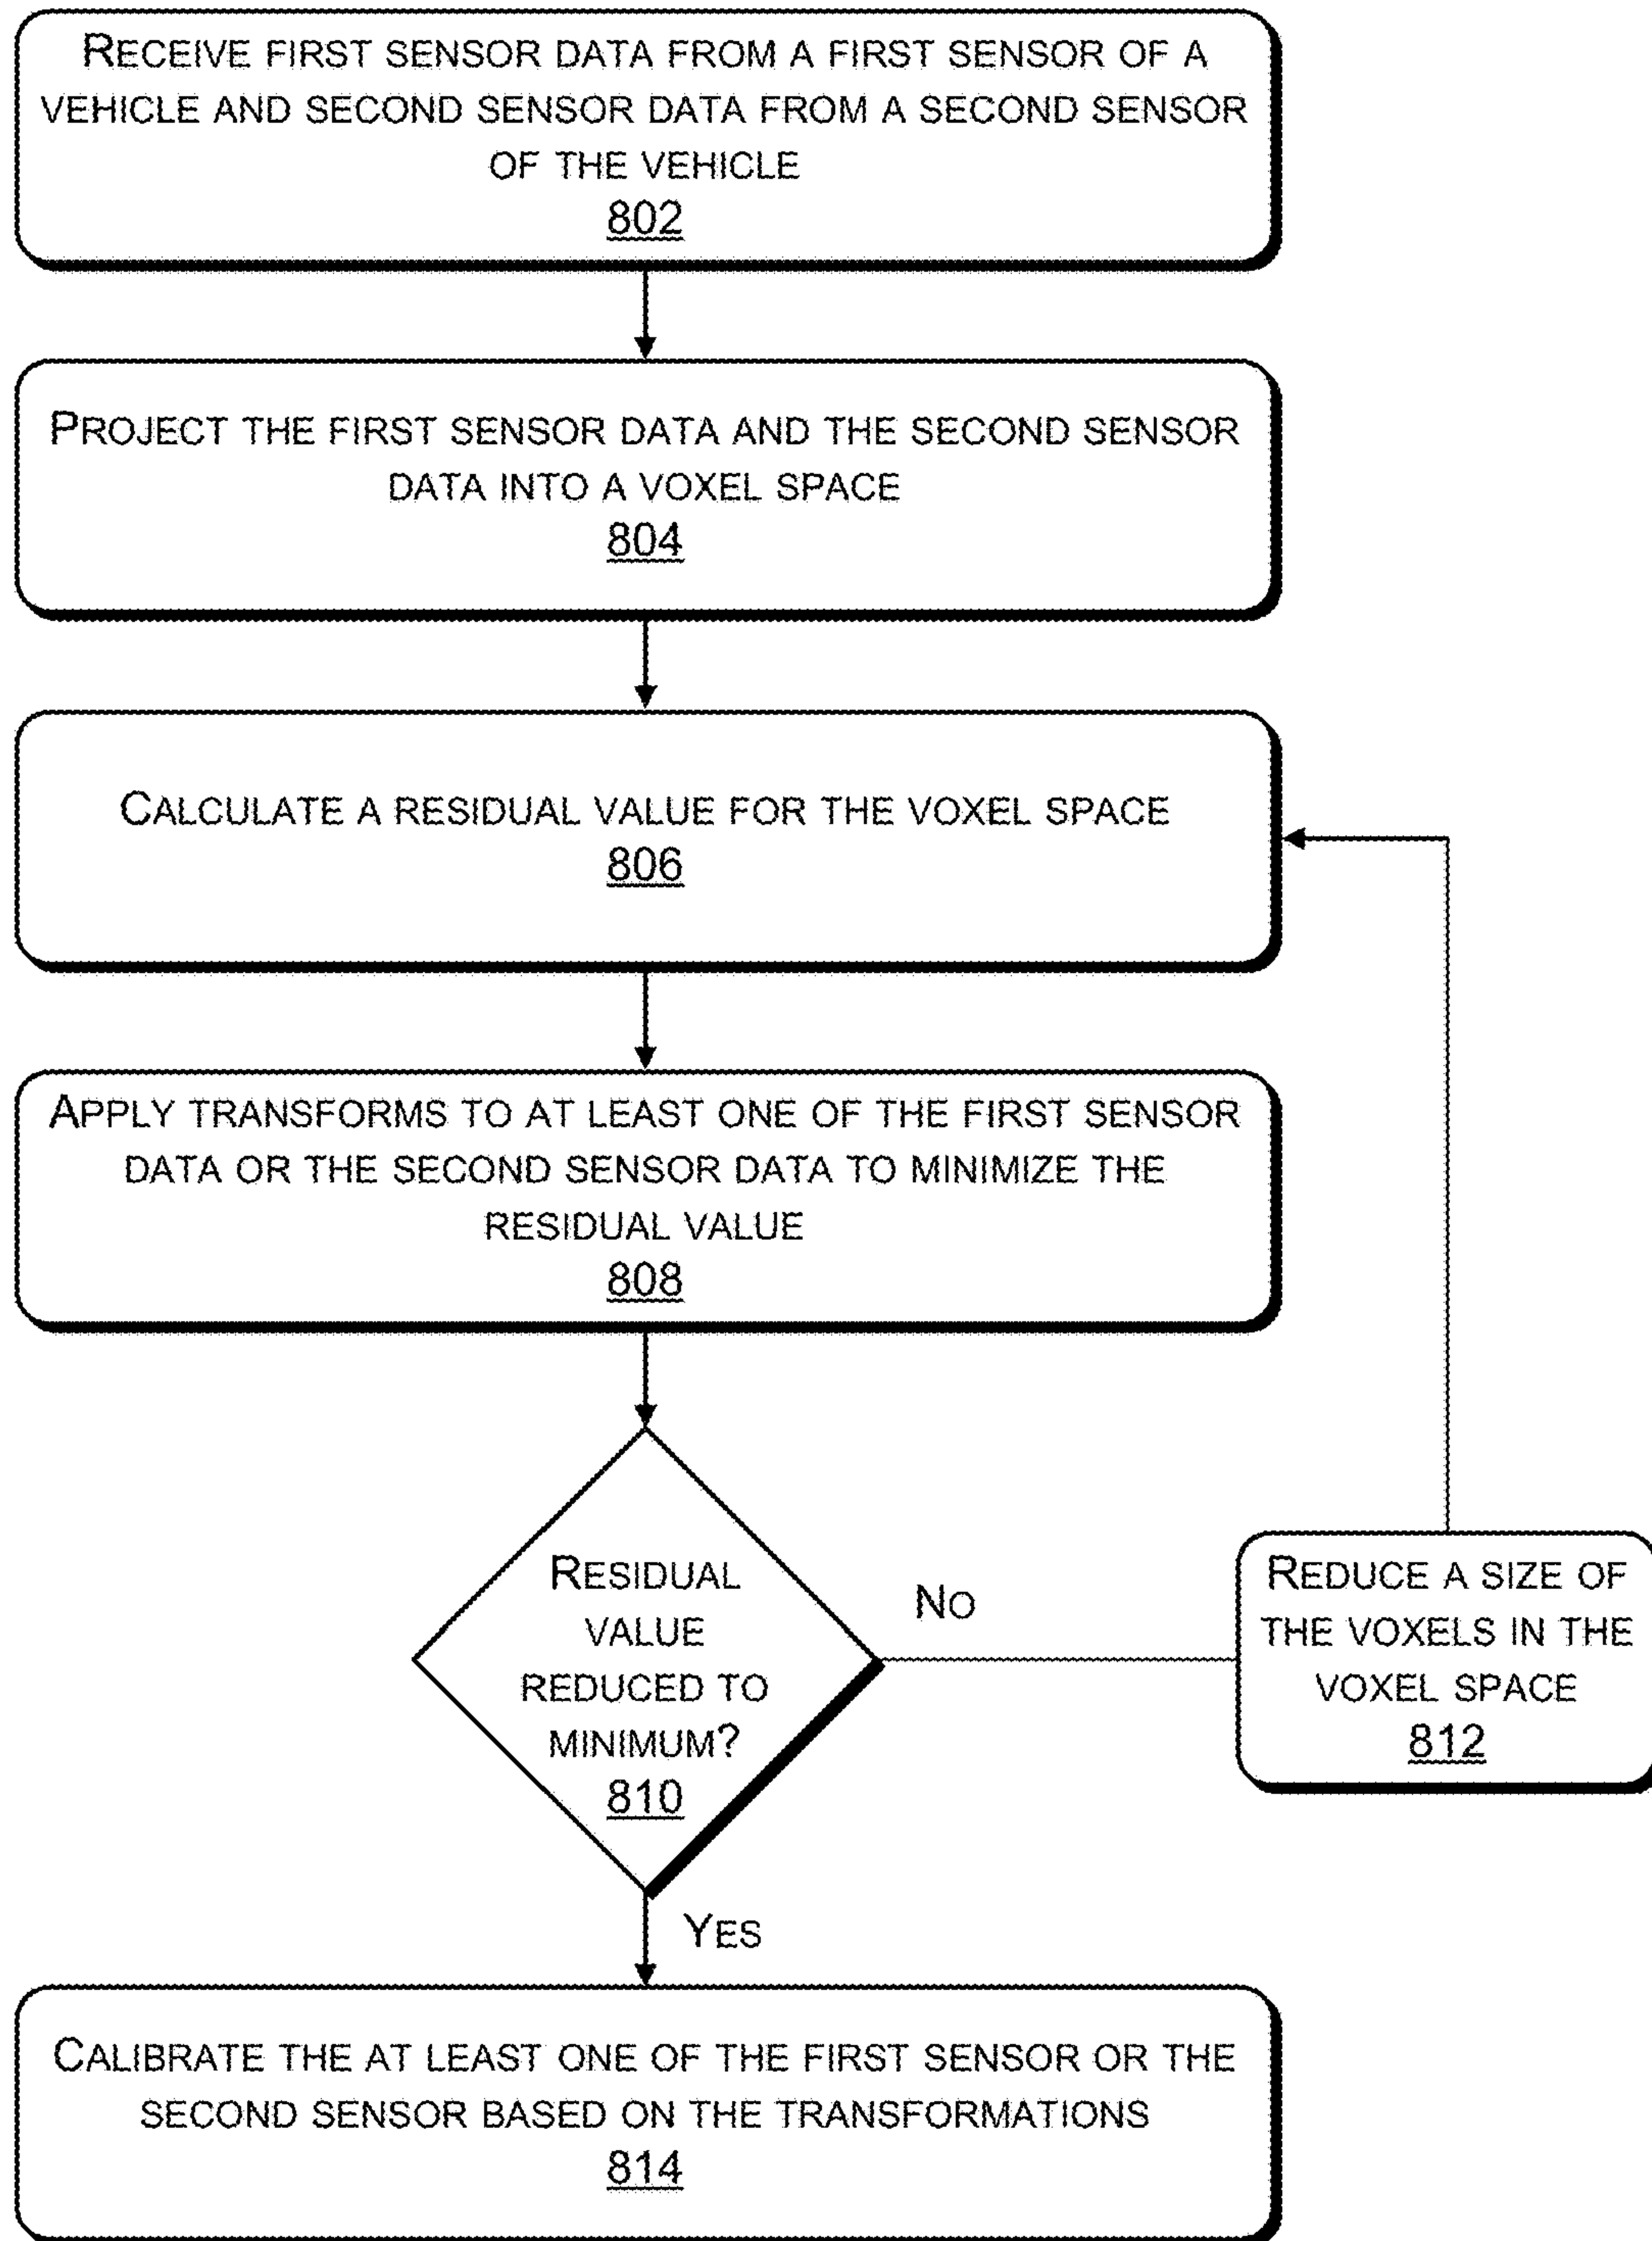 RECEIVE FIRST SENSOR DATA FROM A FIRST SENSOR OF A
VEHICLE AND SECOND SENSOR DATA FROM A SECOND SENSOR
OF THE VEHICLE
802
PROJECT THE FIRST SENSOR DATA AND THE SECOND SENSOR
DATA INTO A VOXEL SPACE
804
CALCULATE A RESIDUAL VALUE FOR THE VOXEL SPACE
806
APPLY TRANSFORMS TO AT LEAST ONE OF THE FIRST SENSOR
DATA OR THE SECOND SENSOR DATA TO MINIMIZE THE
RESIDUAL VALUE
808
RESIDUAL
VALUE
REDUCED TO
MINIMUM?
810
NO
REDUCE A SIZE OF
THE VOXELS IN THE
VOXEL SPACE
812
YES
CALIBRATE THE AT LEAST ONE OF THE FIRST SENSOR OR THE
SECOND SENSOR BASED ON THE TRANSFORMATIONS
814